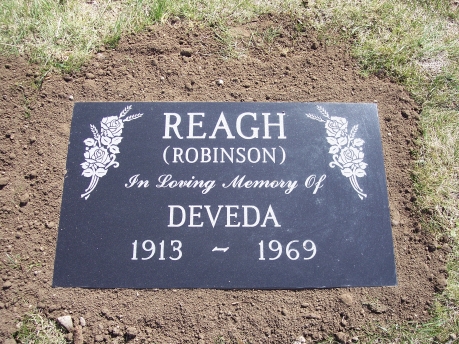 REAGH
(ROBINSON)
In Loving Memory Of
DEVEDA
1913 ~ 1969